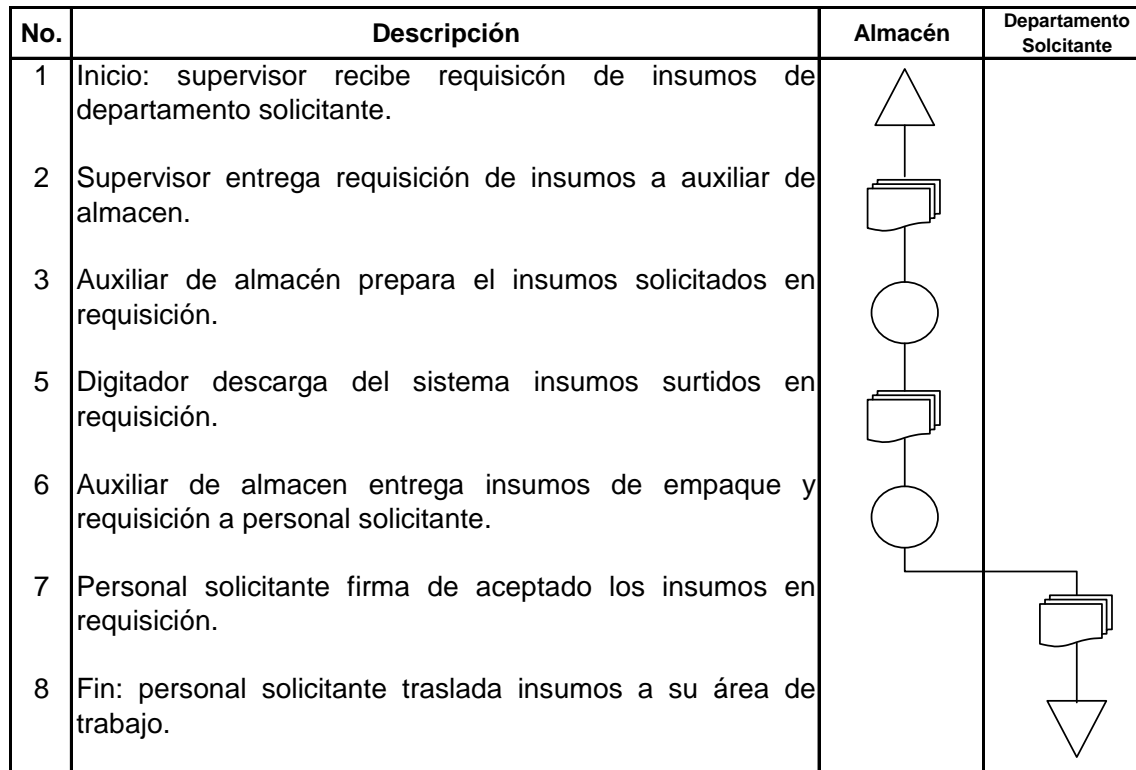 No. Descripción Almacén Departamento
Solcitante
1 Inicio: supervisor recibe requisicón de insumos de
departamento solicitante.
2 Supervisor entrega requisición de insumos a auxiliar de
almacen.
3 Auxiliar de almacén prepara el insumos solicitados en
requisición.
5 Digitador descarga del sistema insumos surtidos en
requisición.
6 Auxiliar de almacen entrega insumos de empaque y
requisición a personal solicitante.
7 Personal solicitante firma de aceptado los insumos en
requisición.
8 Fin: personal solicitante traslada insumos a su área de
trabajo.